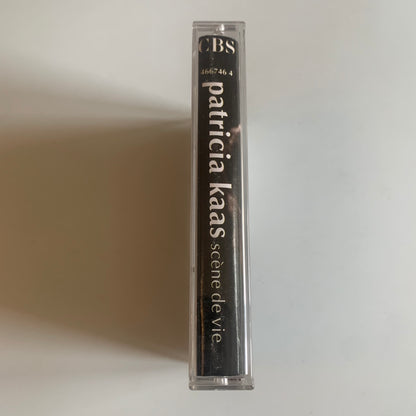 CBS
466746 4
patricia kaas
scène de vie